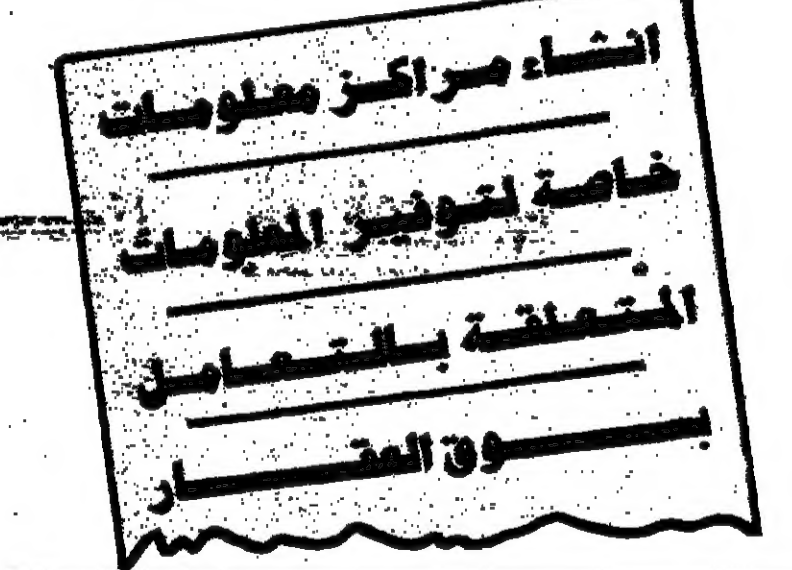 انشاء مراكز معلومات
خاصة لتوفير المعلومات
المتعلقة بالتعامل
بسوق العقار